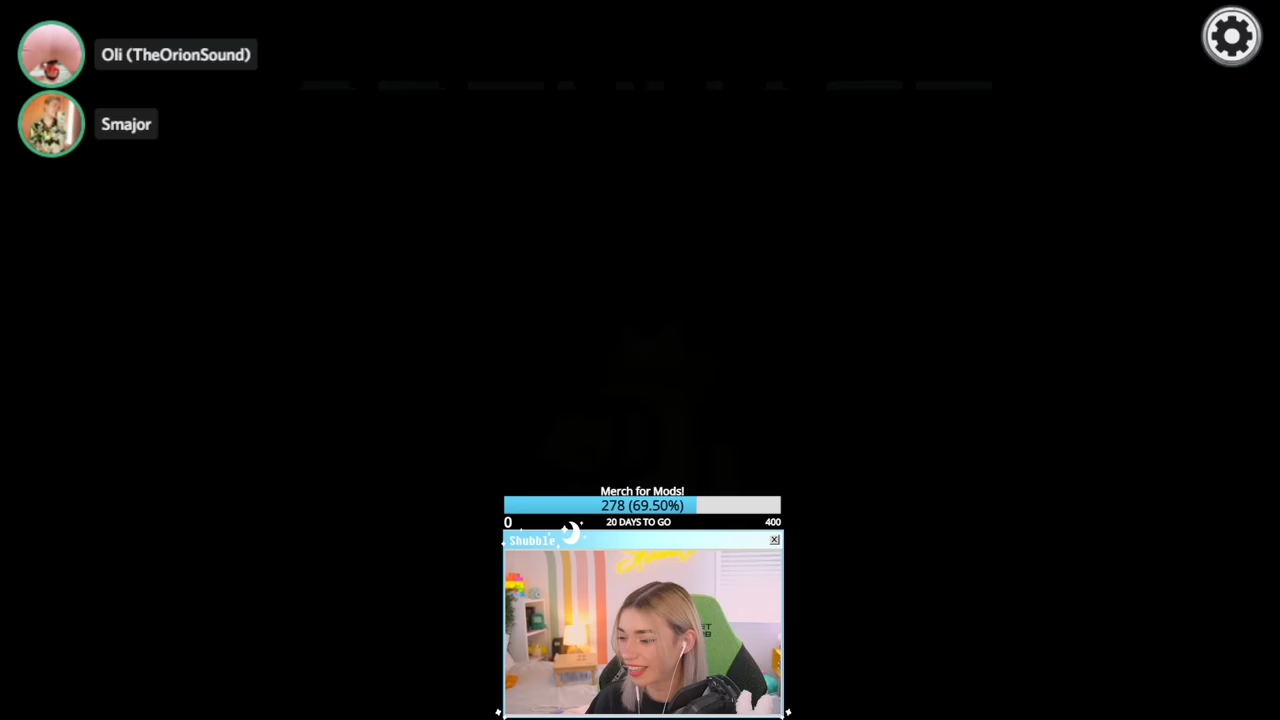 Oli (TheOrionSound)
Smajor
Merch for Mods!
278 (69.50%)
0 20 DAYS TO GO 400
Shubble